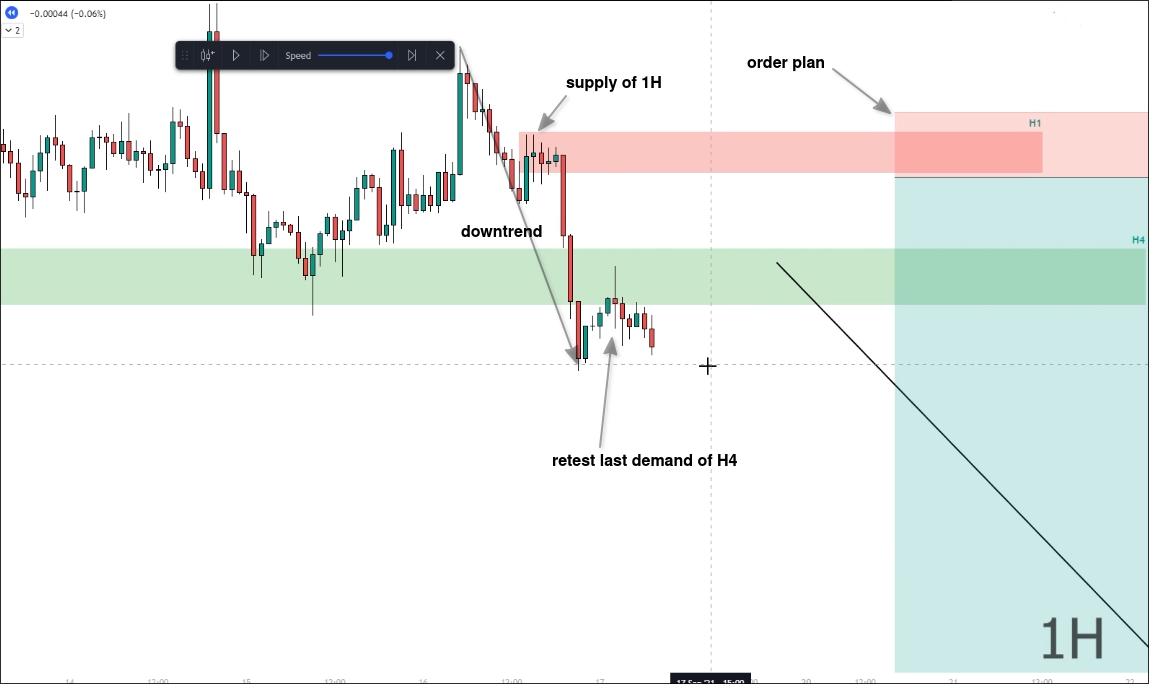 −0.00044 (−0.06%)
2
Speed
supply of 1H
order plan
H1
downtrend
H4
retest last demand of H4
1H
14 12:00 15 12:00 16 12:00 17 17 Sep '21 15:00 20 12:00 21 12:00 22